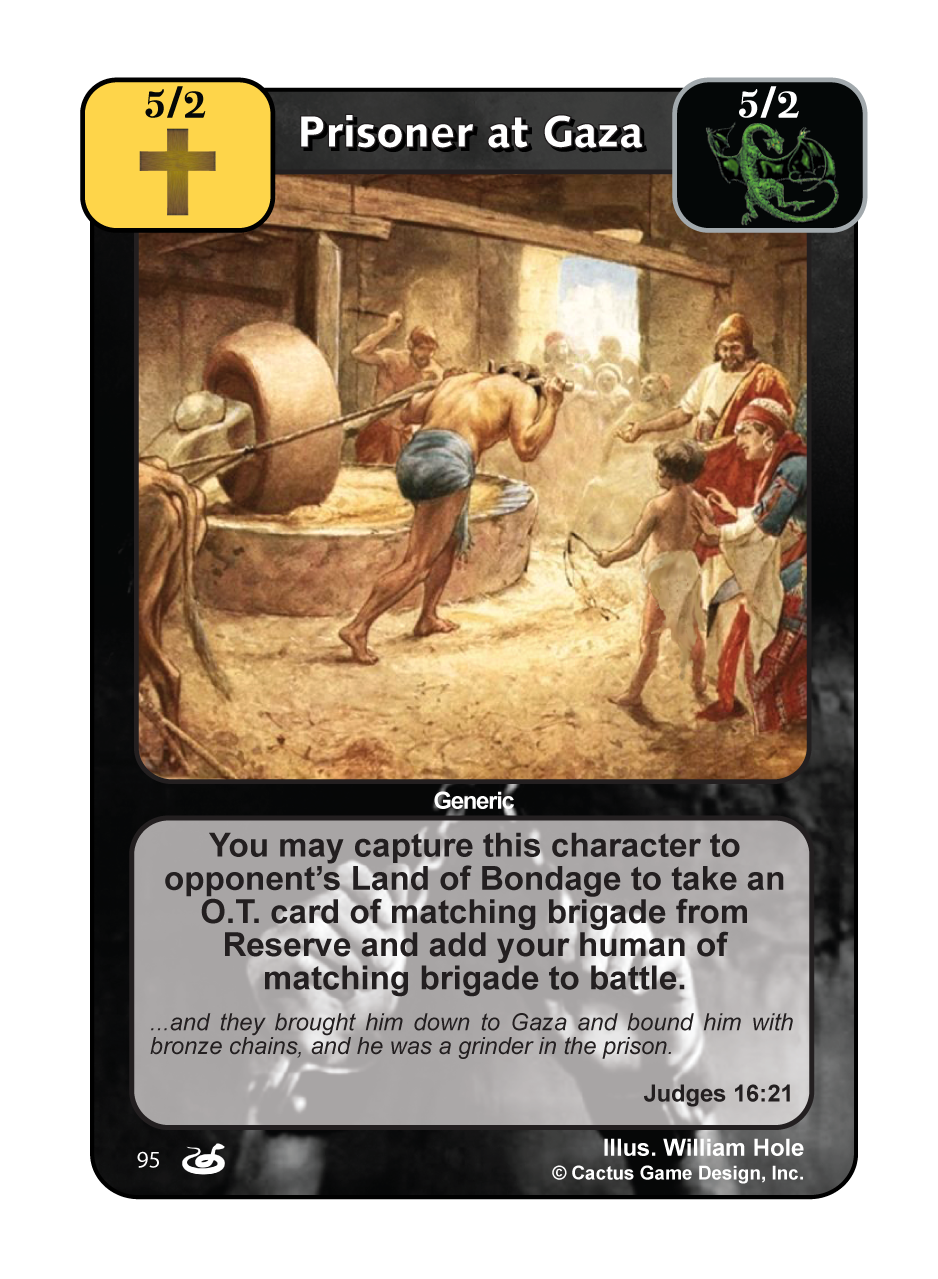 5/2
Prisoner at Gaza
5/2
Generic
You may capture this character to
opponent's Land of Bondage to take an
O.T. card of matching brigade from
Reserve and add your human of
matching brigade to battle.
...and they brought him down to Gaza and bound him with
bronze chains, and he was a grinder in the prison.
Judges 16:21
95
Illus. William Hole
© Cactus Game Design, Inc.